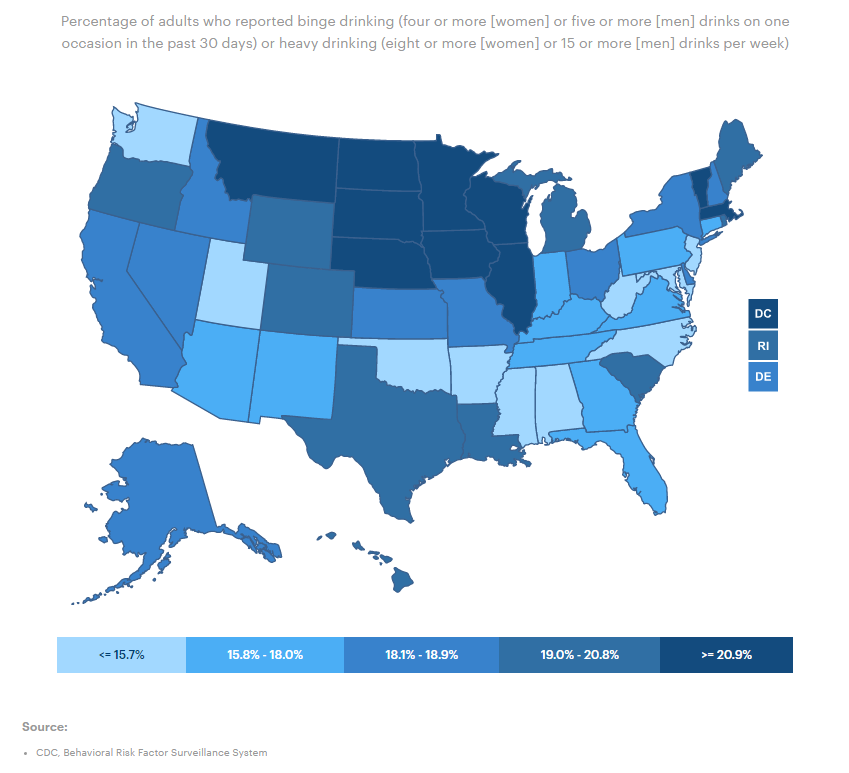 Percentage of adults who reported binge drinking (four or more [women] or five or more [men] drinks on one
occasion in the past 30 days) or heavy drinking (eight or more [women] or 15 or more [men] drinks per week)
DC
RI
DE
<= 15.7%
15.8% - 18.0%
18.1% - 18.9%
19.0% - 20.8%
>= 20.9%
Source:
• CDC, Behavioral Risk Factor Surveillance System